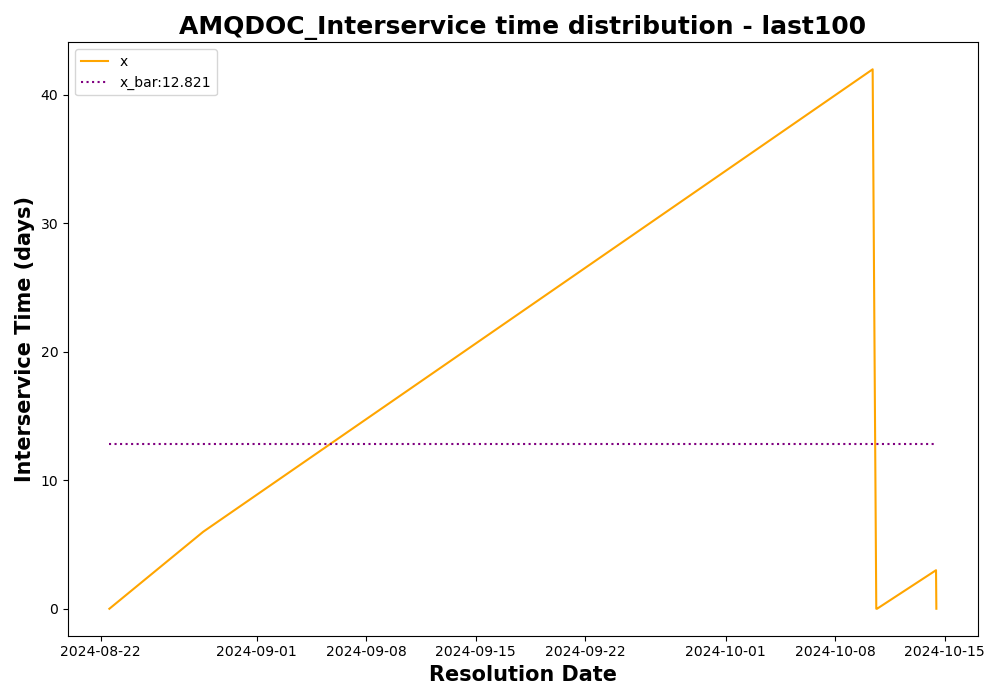 AMQDOC_Interservice time distribution - last100
x
x_bar:12.821
Interservice Time (days)
40
30
20
10
0
2024-08-22 2024-09-01 2024-09-08 2024-09-15 2024-09-22 2024-10-01 2024-10-08 2024-10-15
Resolution Date